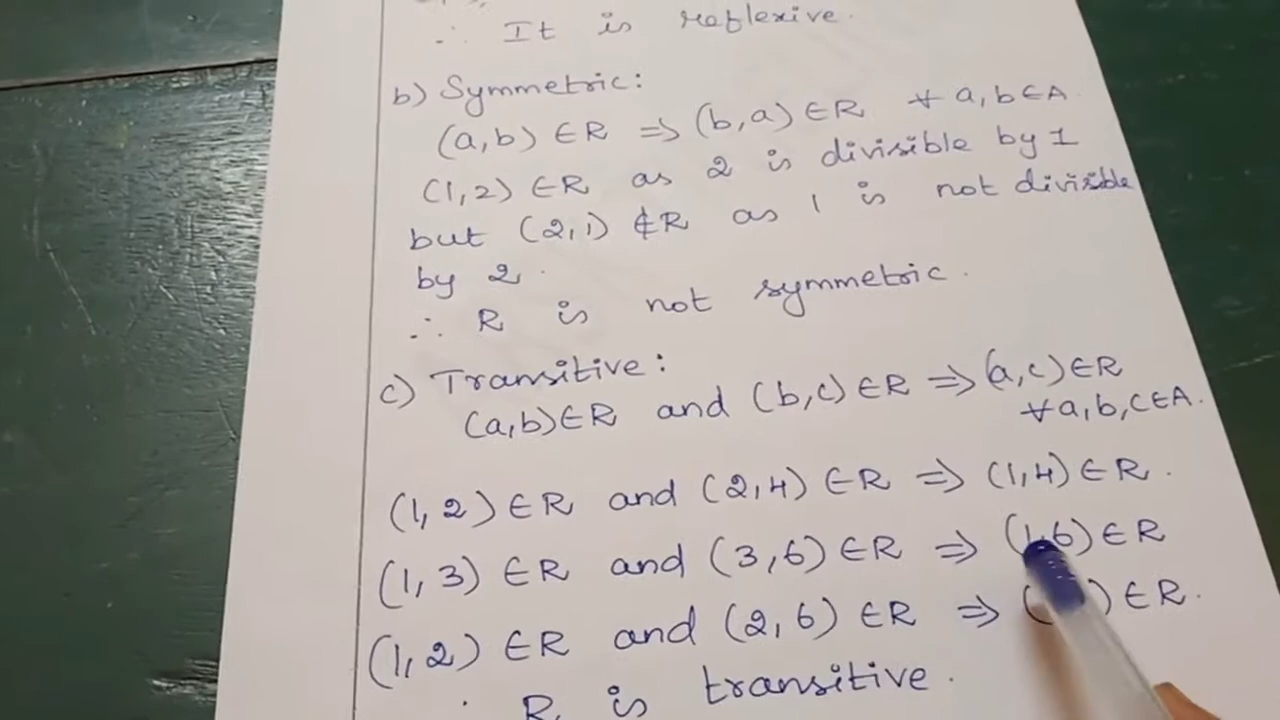 ∴ It is reflexive.
b) Symmetric:
(a,b) ∈R ⇒ (b,a) ∈R ∀ a,b∈A
(1,2) ∈R as 2 is divisible by 1
but (2,1) ∉R as 1 is not divisible
by 2.
∴ R is not symmetric.
c) Transitive:
(a,b)∈R and (b,c)∈R ⇒ (a,c)∈R
∀a,b,c∈A.
(1,2)∈R and (2,4) ∈R ⇒ (1,4)∈R.
(1,3) ∈R and (3,6) ∈R ⇒ (1,6)∈R
(1,2) ∈R and (2,6) ∈R ⇒ ( )∈R.
∴ R is transitive.